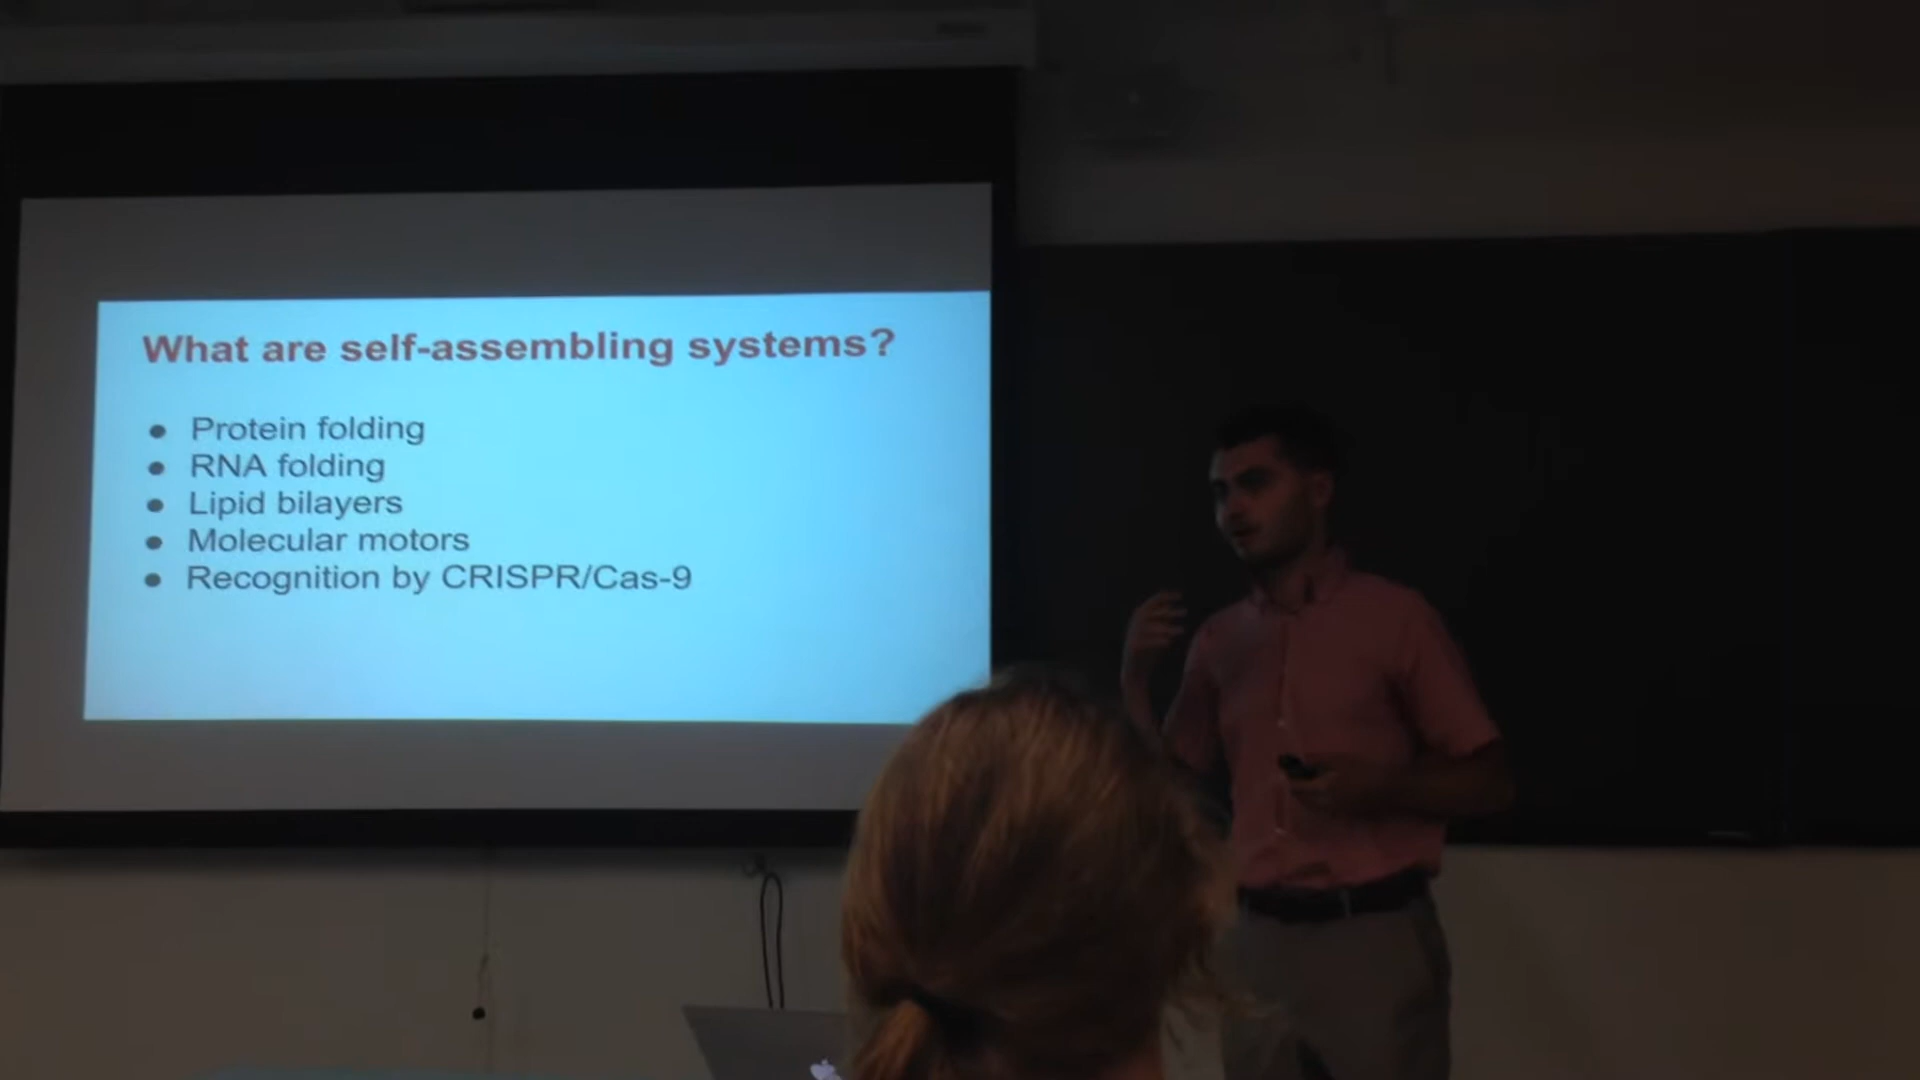 What are self-assembling systems?
● Protein folding
● RNA folding
● Lipid bilayers
● Molecular motors
● Recognition by CRISPR/Cas-9